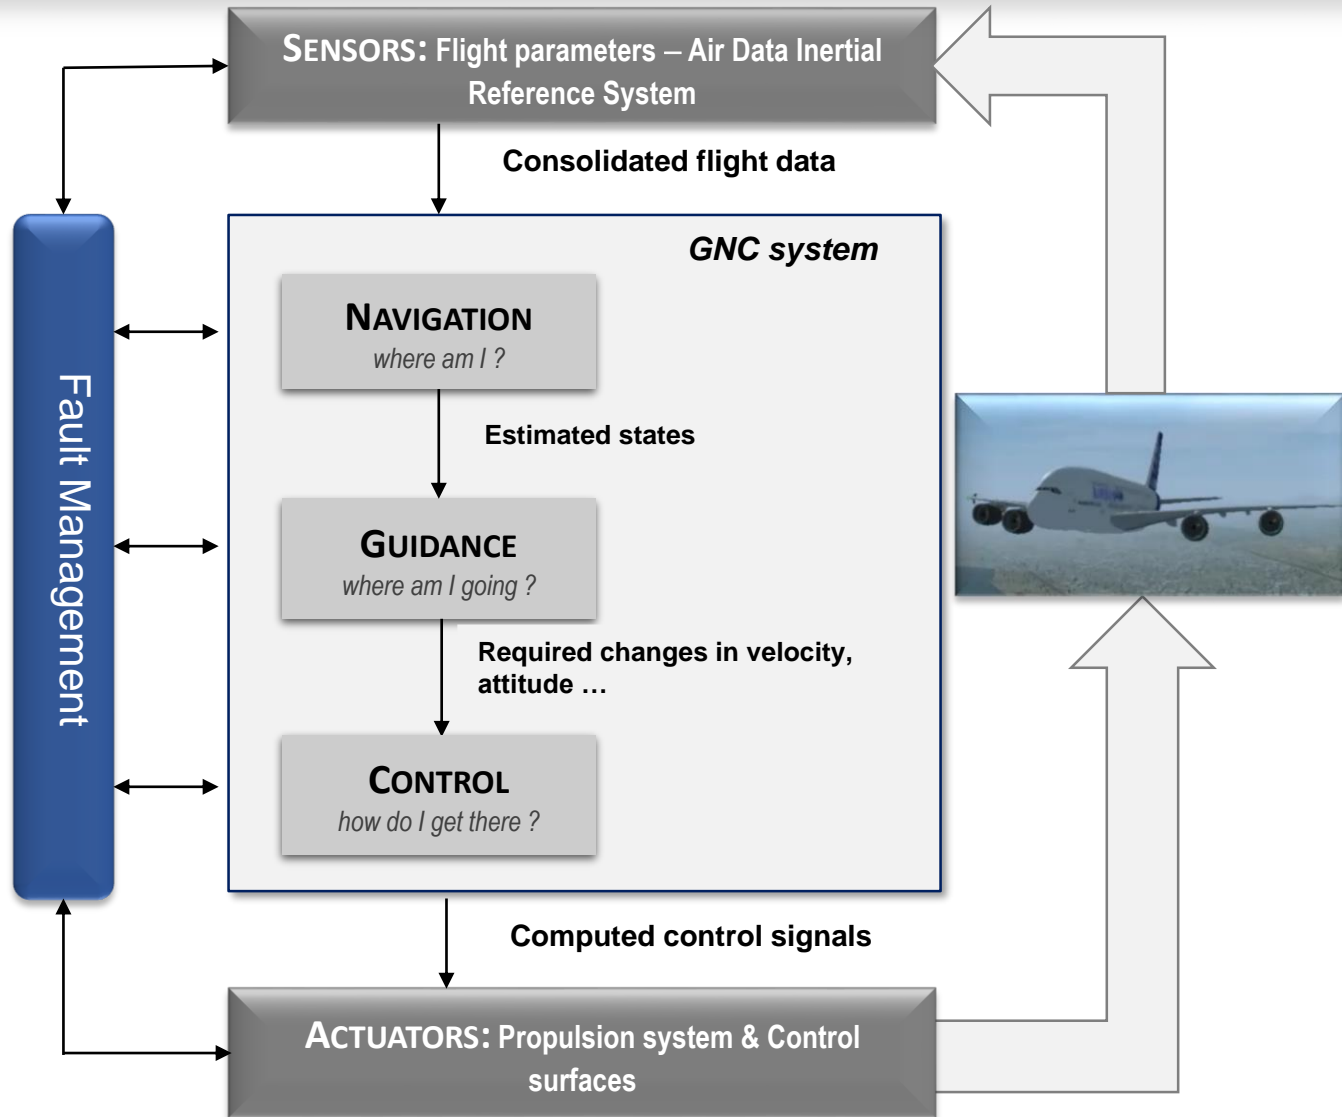 SENSORS: Flight parameters – Air Data Inertial
Reference System
Consolidated flight data
GNC system
NAVIGATION
where am I ?
Estimated states
GUIDANCE
where am I going ?
Required changes in velocity,
attitude ...
CONTROL
how do I get there ?
Fault Management
Computed control signals
ACTUATORS: Propulsion system & Control
surfaces